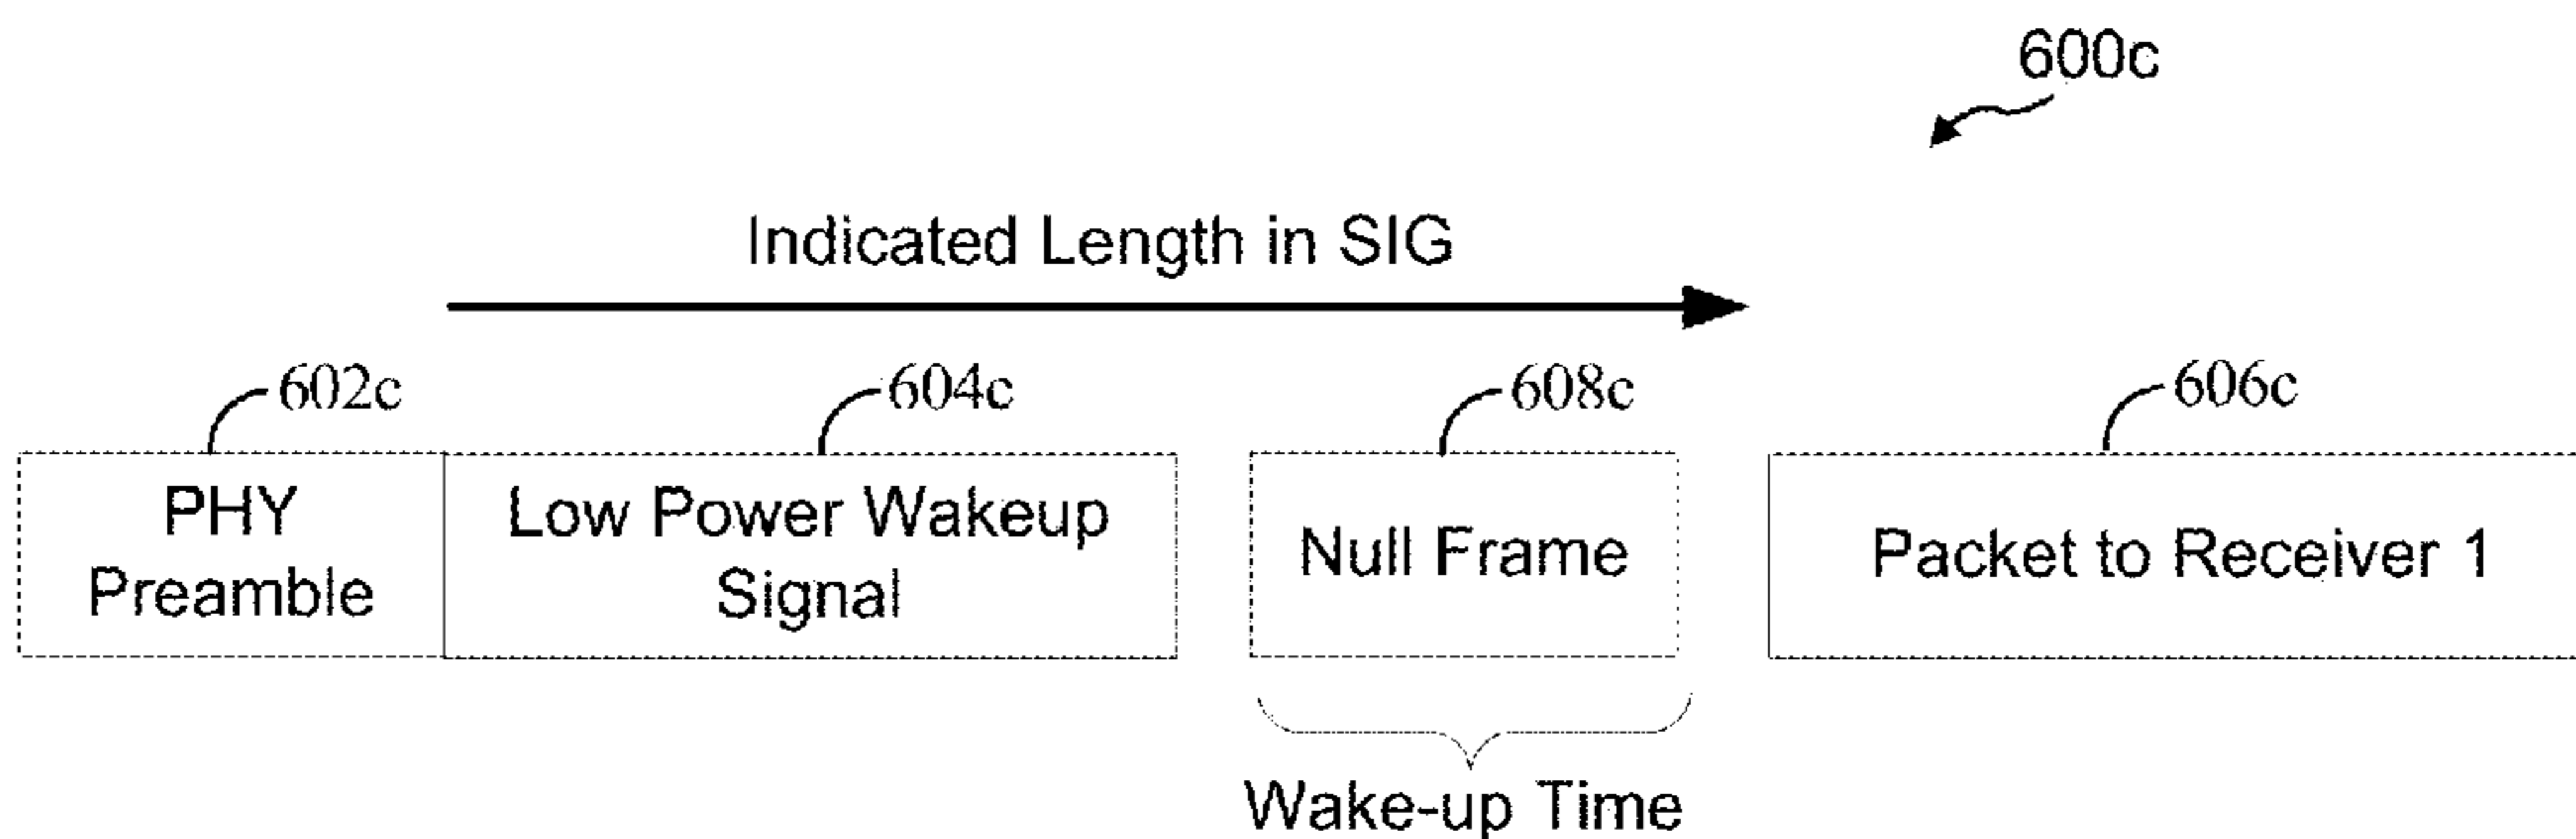 600c
Indicated Length in SIG
602c
604c
608c
606c
PHY
Preamble
Low Power Wakeup
Signal
Null Frame
Packet to Receiver 1
Wake-up Time